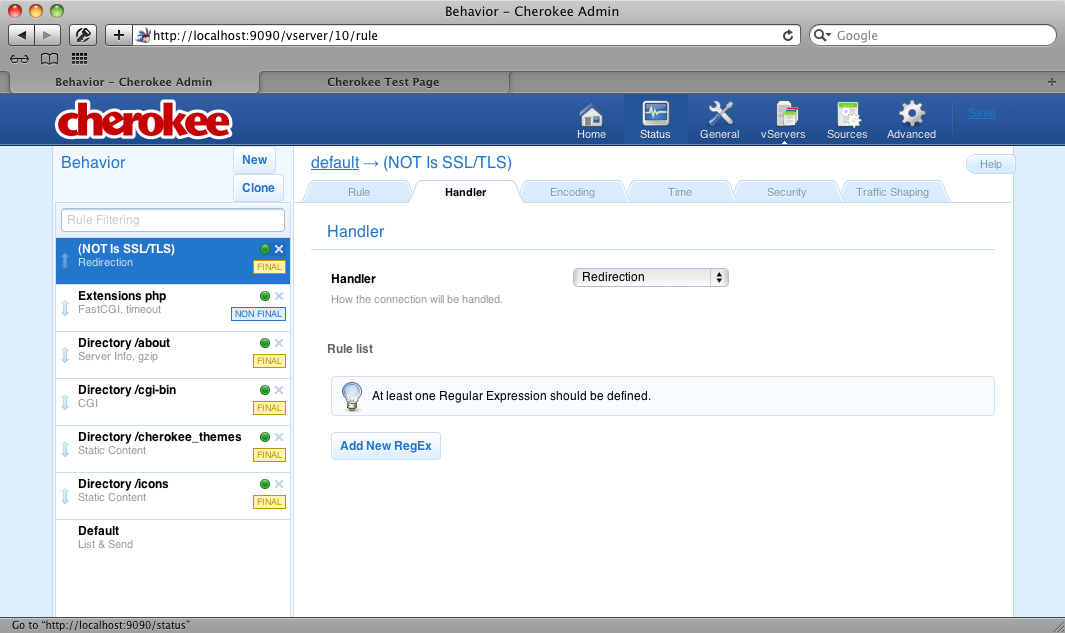 Behavior – Cherokee Admin
http://localhost:9090/vserver/10/rule
Google
Behavior – Cherokee Admin
Cherokee Test Page
cherokee
Home
Status
General
vServers
Sources
Advanced
Save
Behavior
New
Clone
Rule Filtering
(NOT Is SSL/TLS)
Redirection
FINAL
Extensions php
FastCGI, timeout
NON FINAL
Directory /about
Server Info, gzip
FINAL
Directory /cgi-bin
CGI
FINAL
Directory /cherokee_themes
Static Content
FINAL
Directory /icons
Static Content
FINAL
Default
List & Send
default → (NOT Is SSL/TLS)
Help
Rule
Handler
Encoding
Time
Security
Traffic Shaping
Handler
Handler
Redirection
How the connection will be handled.
Rule list
At least one Regular Expression should be defined.
Add New RegEx
Go to “http://localhost:9090/status”